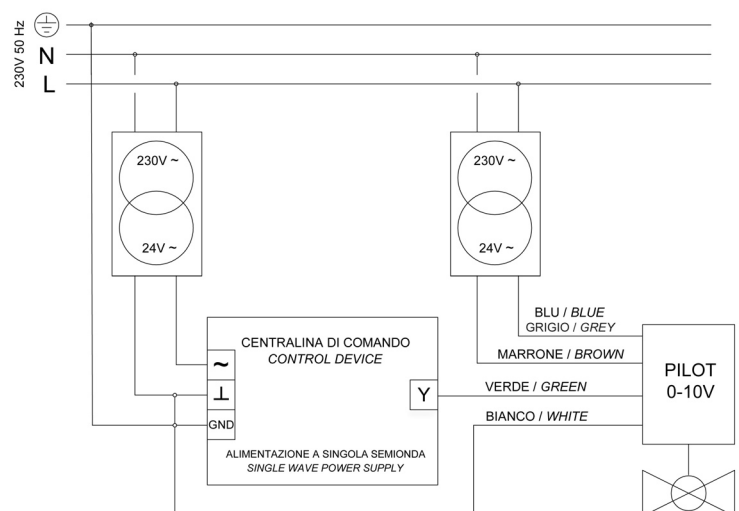 230V 50 Hz
N
L
230V ~
24V ~
230V ~
24V ~
BLU / BLUE
GRIGIO / GREY
MARRONE / BROWN
VERDE / GREEN
BIANCO / WHITE
PILOT
0-10V
CENTRALINA DI COMANDO
CONTROL DEVICE
~
⊥
GND
Y
ALIMENTAZIONE A SINGOLA SEMIONDA
SINGLE WAVE POWER SUPPLY